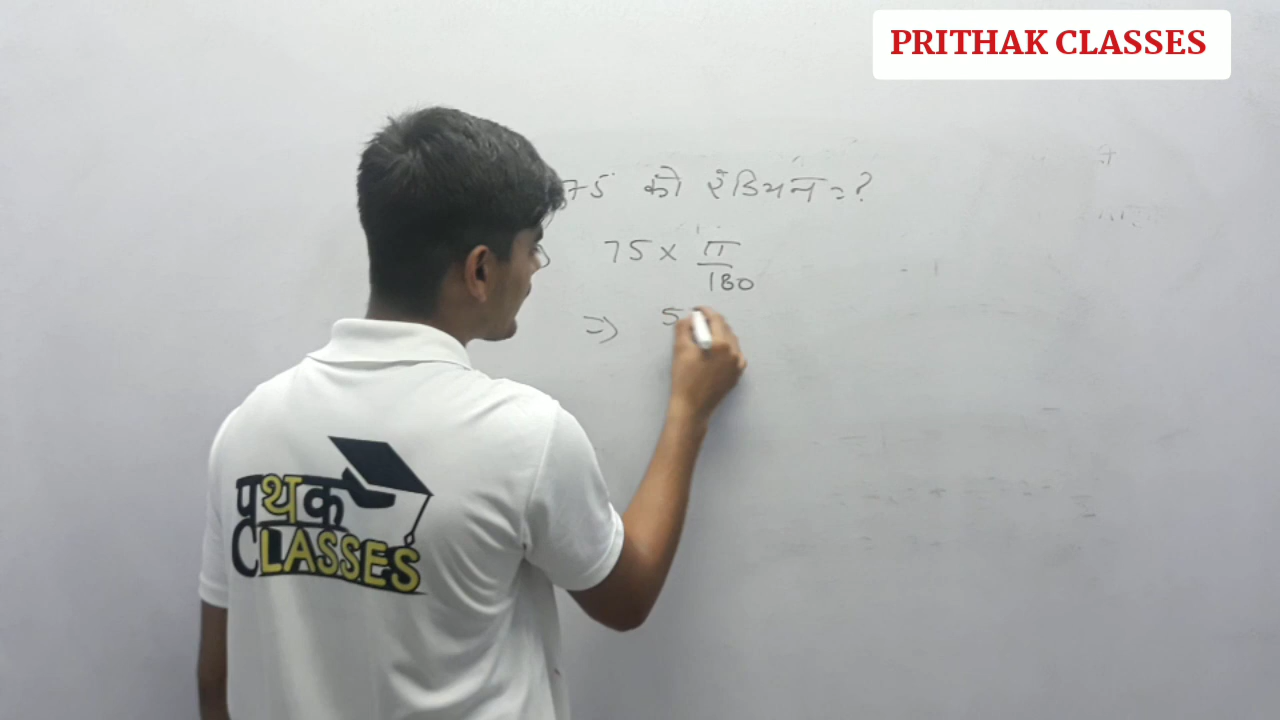 PRITHAK CLASSES
75 को रेडियन = ?
75 × π
180
⇒ 5
पृथक
CLASSES